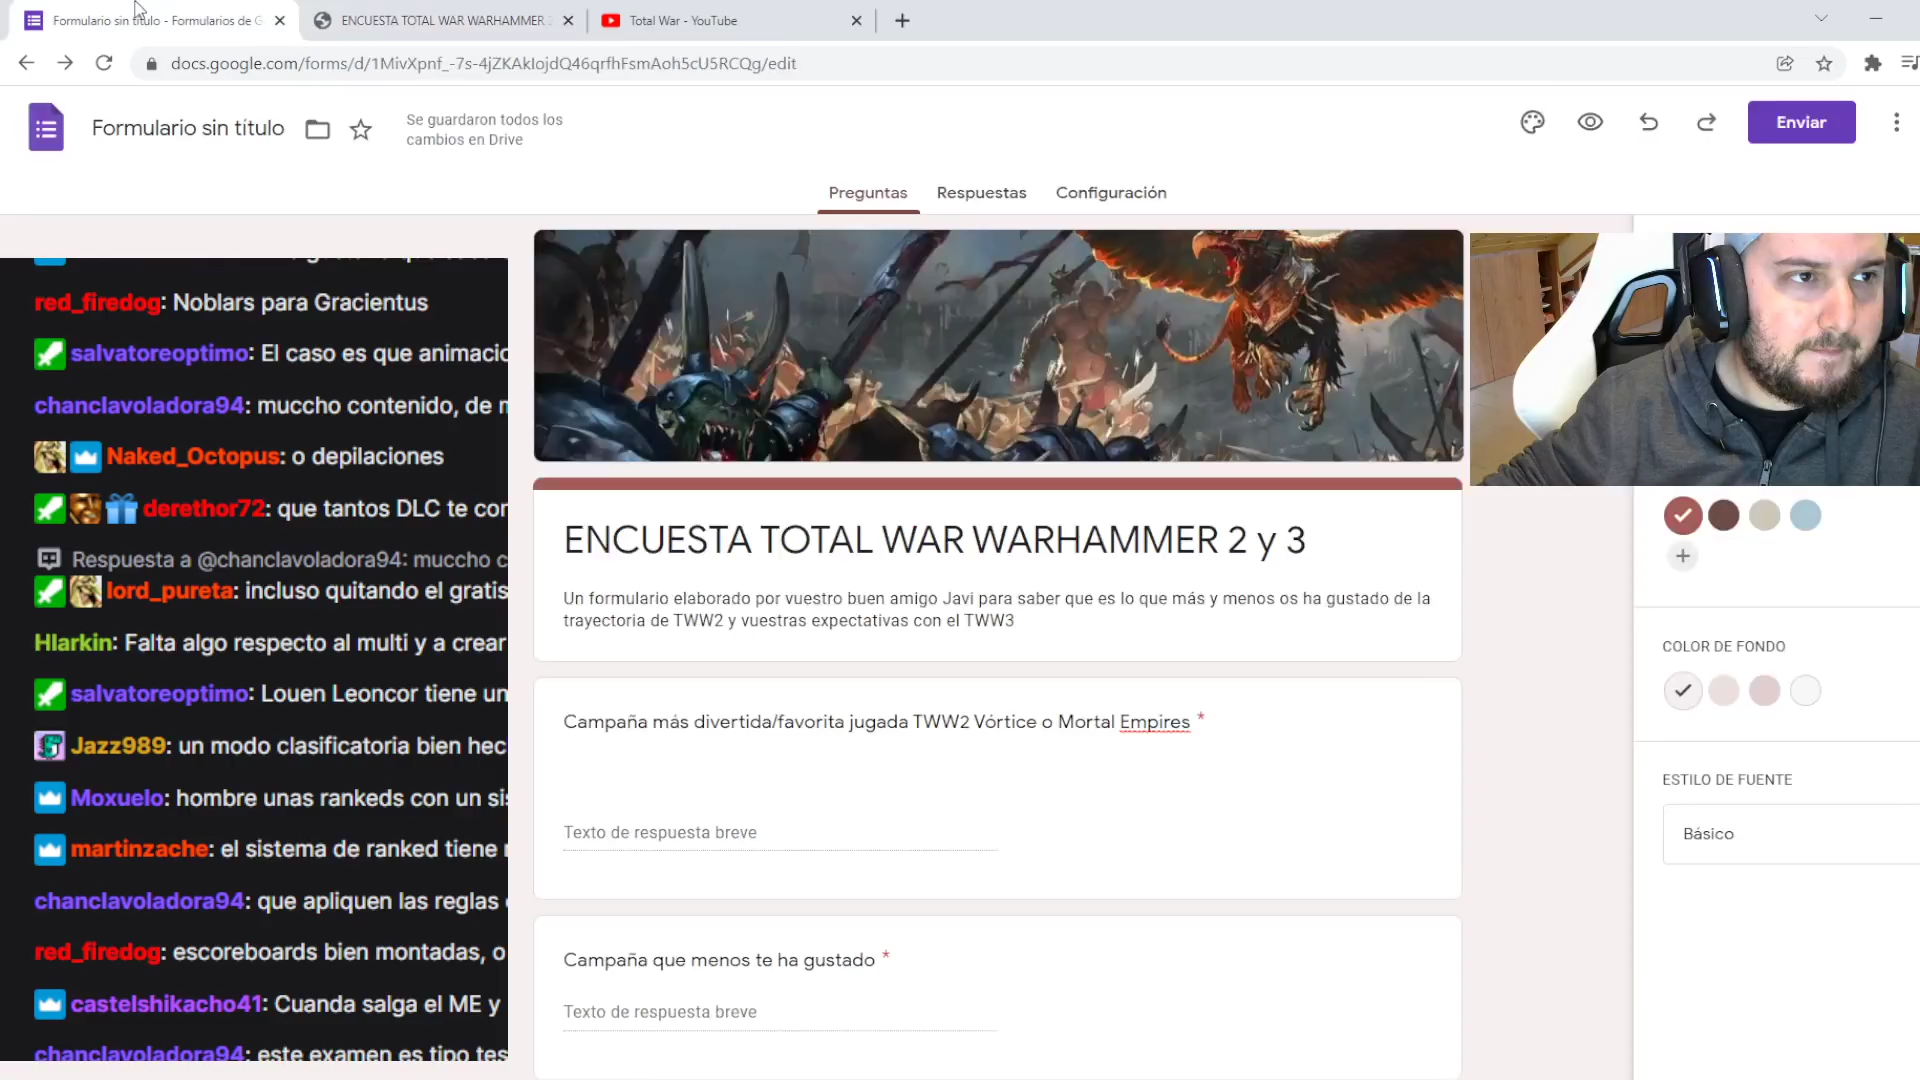 Formulario sin título - Formularios de G
ENCUESTA TOTAL WAR WARHAMMER 2
Total War - YouTube
docs.google.com/forms/d/1MivXpnf_-7s-4jZKAkIojdQ46qrfhFsmAoh5cU5RCQg/edit
Formulario sin título
Se guardaron todos los
cambios en Drive
Enviar
Preguntas
Respuestas
Configuración
red_firedog: Noblars para Gracientus
salvatoreoptimo: El caso es que animacio
chanclavoladora94: muccho contenido, de m
Naked_Octopus: o depilaciones
derethor72: que tantos DLC te cor
Respuesta a @chanclavoladora94: muccho c
lord_pureta: incluso quitando el gratis
Hlarkin: Falta algo respecto al multi y a crear
salvatoreoptimo: Louen Leoncor tiene un
Jazz989: un modo clasificatoria bien hec
Moxuelo: hombre unas rankeds con un sis
martinzache: el sistema de ranked tiene
chanclavoladora94: que apliquen las reglas
red_firedog: escoreboards bien montadas, o
castelshikacho41: Cuanda salga el ME y
chanclavoladora94: este examen es tipo tes
ENCUESTA TOTAL WAR WARHAMMER 2 y 3
Un formulario elaborado por vuestro buen amigo Javi para saber que es lo que más y menos os ha gustado de la
trayectoria de TWW2 y vuestras expectativas con el TWW3
Campaña más divertida/favorita jugada TWW2 Vórtice o Mortal Empires *
Texto de respuesta breve
Campaña que menos te ha gustado *
Texto de respuesta breve
COLOR DE FONDO
ESTILO DE FUENTE
Básico